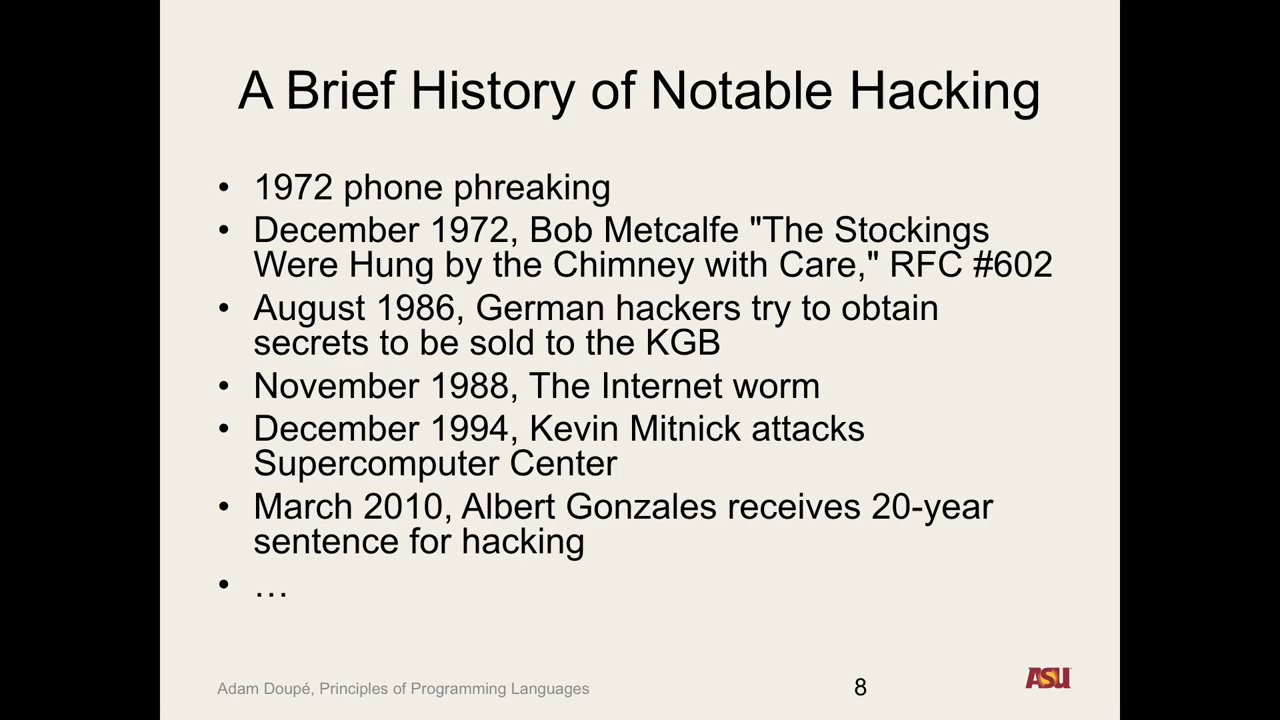 A Brief History of Notable Hacking
• 1972 phone phreaking
• December 1972, Bob Metcalfe "The Stockings
Were Hung by the Chimney with Care," RFC #602
• August 1986, German hackers try to obtain
secrets to be sold to the KGB
• November 1988, The Internet worm
• December 1994, Kevin Mitnick attacks
Supercomputer Center
• March 2010, Albert Gonzales receives 20-year
sentence for hacking
• …
Adam Doupé, Principles of Programming Languages
8
ASU